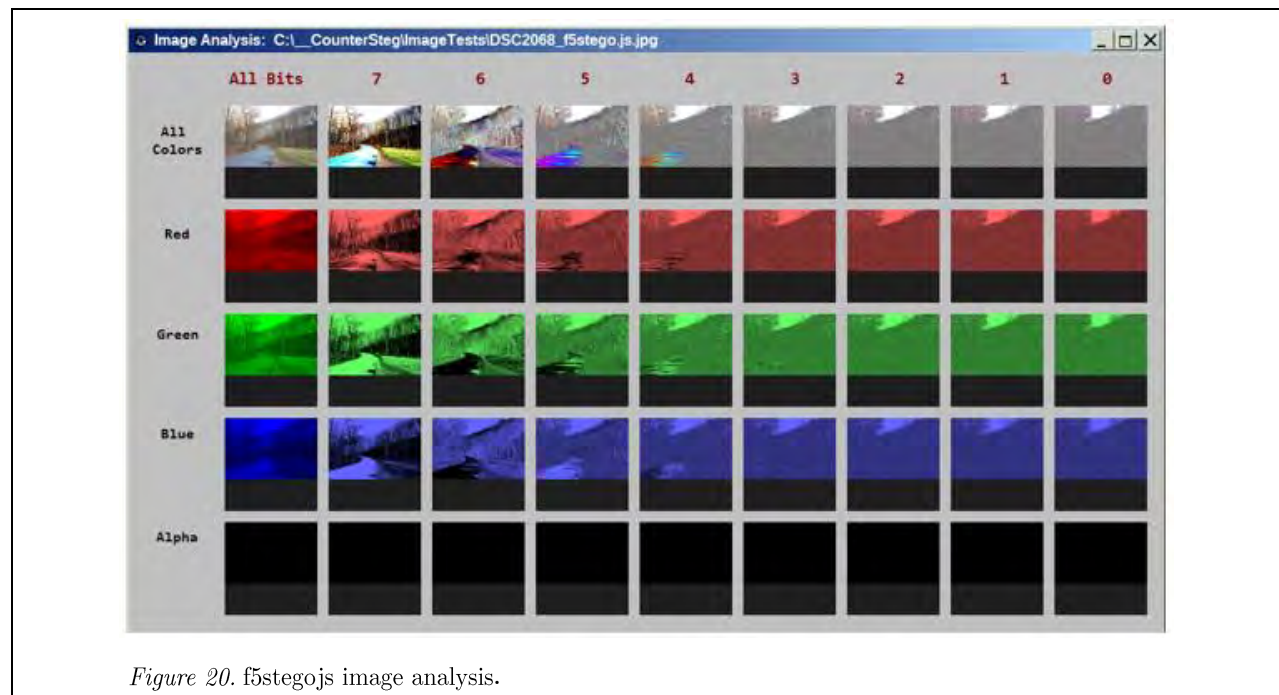 Image Analysis: C:\__CounterSteg\ImageTests\DSC2068_f5stego.js.jpg
All Bits 7 6 5 4 3 2 1 0
All
Colors
Red
Green
Blue
Alpha
Figure 20. f5stegojs image analysis.